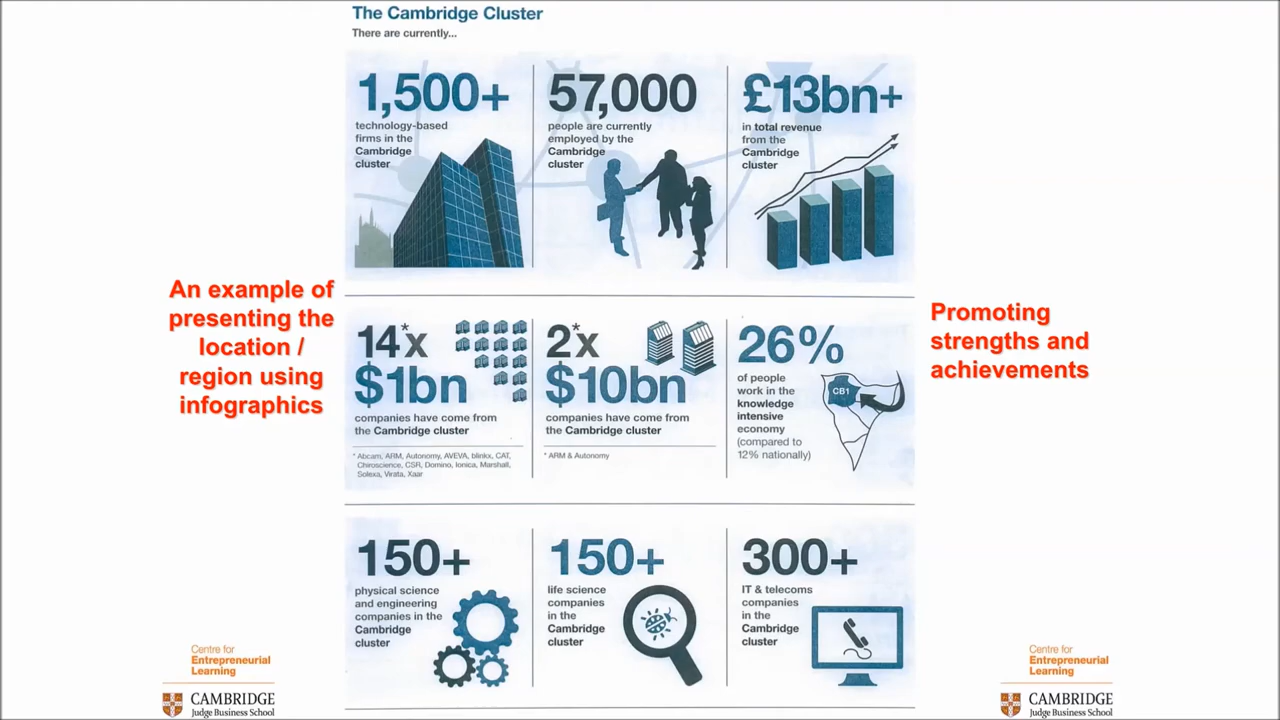 The Cambridge Cluster
There are currently...
1,500+
technology-based
firms in the
Cambridge
cluster
57,000
people are currently
employed by the
Cambridge
cluster
£13bn+
in total revenue
from the
Cambridge
cluster
An example of
presenting the
location /
region using
infographics
Promoting
strengths and
achievements
14*x
$1bn
companies have come from
the Cambridge cluster
* Abcam, ARM, Autonomy, AVEVA, blinkx, CAT,
Chiroscience, CSR, Domino, Ionica, Marshall,
Solexa, Virata, Xaar
2*x
$10bn
companies have come from
the Cambridge cluster
* ARM & Autonomy
26%
of people
work in the
knowledge
intensive
economy
(compared to
12% nationally)
CB1
150+
physical science
and engineering
companies in the
Cambridge
cluster
150+
life science
companies
in the
Cambridge
cluster
300+
IT & telecoms
companies
in the
Cambridge
cluster
Centre for
Entrepreneurial
Learning
CAMBRIDGE
Judge Business School
Centre for
Entrepreneurial
Learning
CAMBRIDGE
Judge Business School